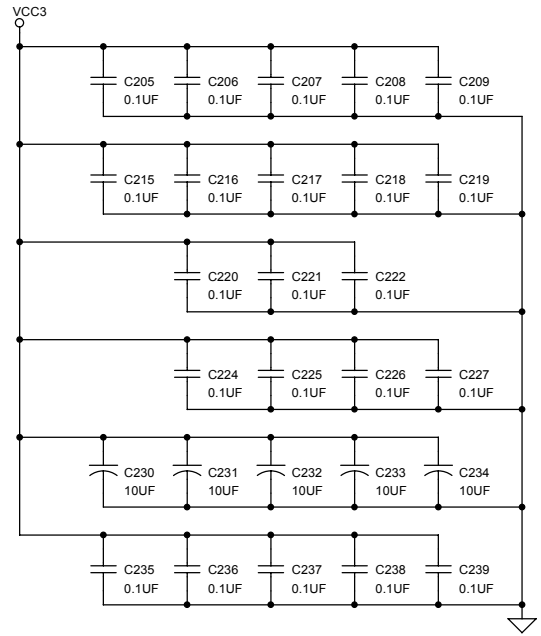 VCC3
C205 C206 C207 C208 C209
0.1UF 0.1UF 0.1UF 0.1UF 0.1UF
C215 C216 C217 C218 C219
0.1UF 0.1UF 0.1UF 0.1UF 0.1UF
C220 C221 C222
0.1UF 0.1UF 0.1UF
C224 C225 C226 C227
0.1UF 0.1UF 0.1UF 0.1UF
C230 C231 C232 C233 C234
10UF 10UF 10UF 10UF 10UF
C235 C236 C237 C238 C239
0.1UF 0.1UF 0.1UF 0.1UF 0.1UF